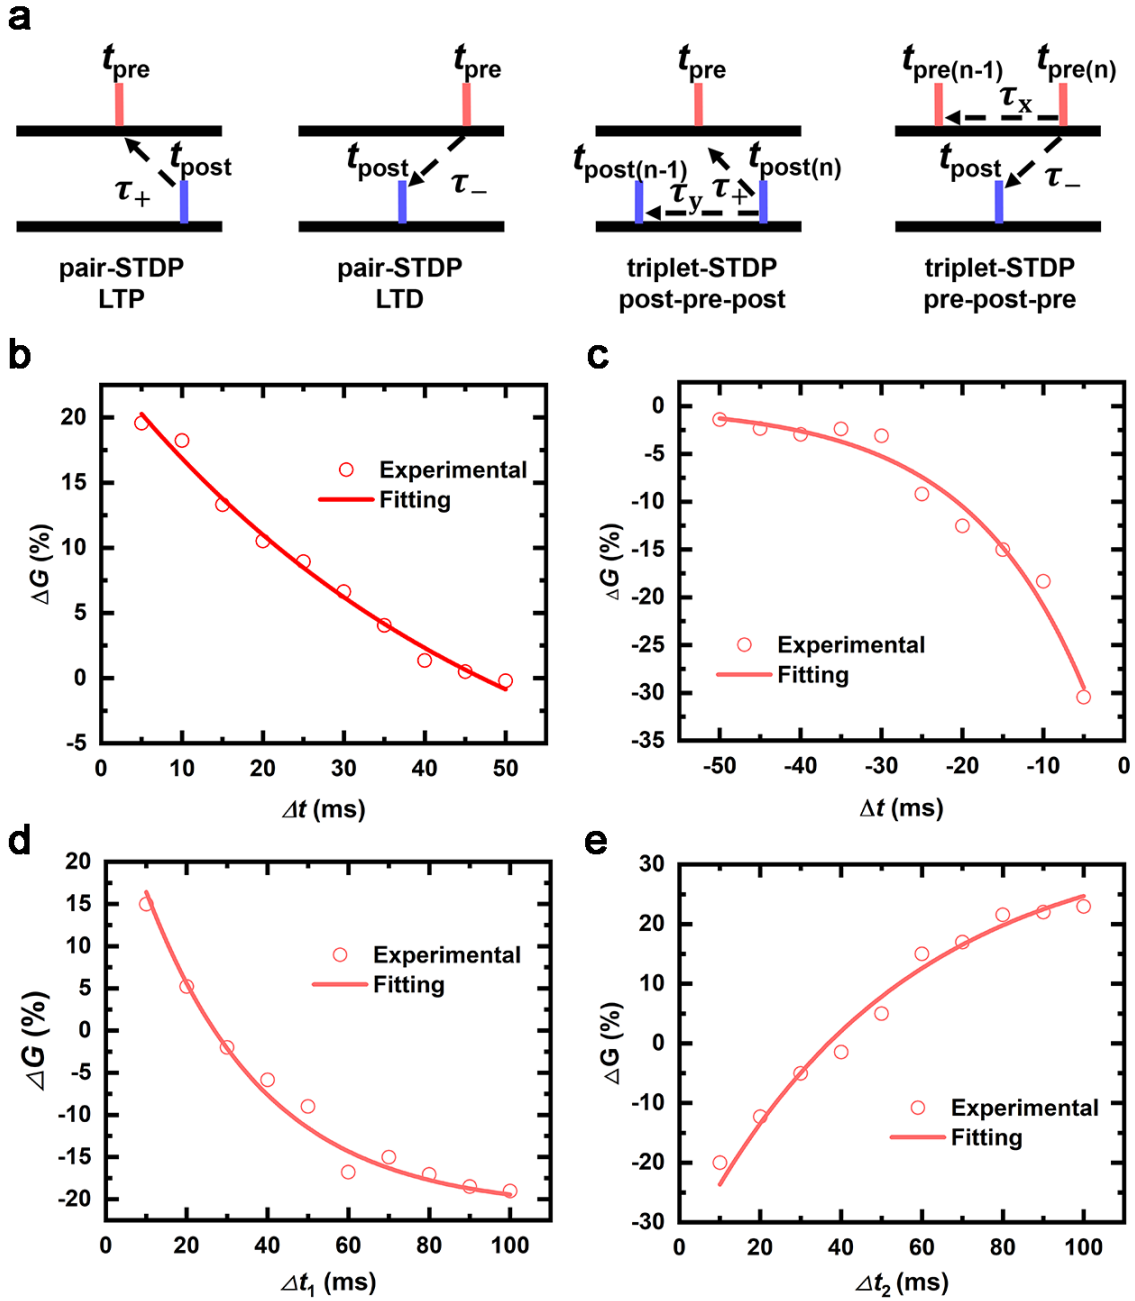 a
tpre
tpost
τ+
pair-STDP
LTP
tpre
tpost
τ−
pair-STDP
LTD
tpre
tpost(n-1)
tpost(n)
τy
τ+
triplet-STDP
post-pre-post
tpre(n-1)
tpre(n)
τx
tpost
τ−
triplet-STDP
pre-post-pre
b
20
15
10
5
0
-5
ΔG (%)
Experimental
Fitting
0 10 20 30 40 50
Δt (ms)
c
0
-5
-10
-15
-20
-25
-30
-35
ΔG (%)
Experimental
Fitting
-50 -40 -30 -20 -10 0
Δt (ms)
d
20
15
10
5
0
-5
-10
-15
-20
ΔG (%)
Experimental
Fitting
0 20 40 60 80 100
Δt1 (ms)
e
30
20
10
0
-10
-20
-30
ΔG (%)
Experimental
Fitting
0 20 40 60 80 100
Δt2 (ms)